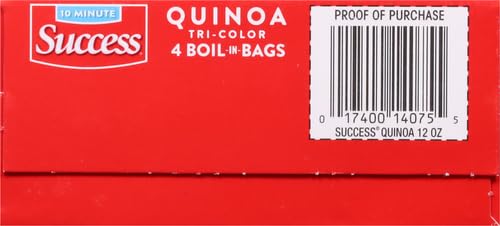 10 MINUTE
Success®
QUINOA
TRI-COLOR
4 BOIL-IN-BAGS
PROOF OF PURCHASE
0 17400 14075 5
SUCCESS® QUINOA 12 OZ